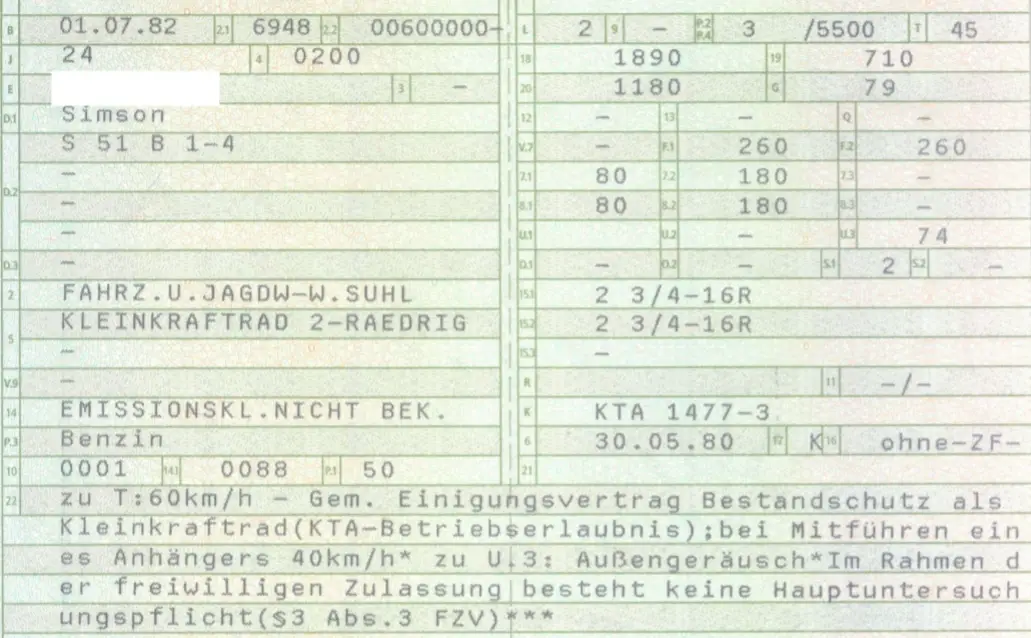 B 01.07.82 2.1 6948 2.2 00600000- L 2 9 - P.2 P.4 3 /5500 T 45
J 24 4 0200 18 1890 19 710
E 3 - 20 1180 G 79
D.1 Simson 12 - 13 - Q -
S 51 B 1-4 V.7 - F.1 260 F.2 260
D.2 - 7.1 80 7.2 180 7.3 -
- 8.1 80 8.2 180 8.3 -
- U.1 U.2 - U.3 74
D.3 - O.1 - O.2 - S.1 2 S.2 -
2 FAHRZ.U.JAGDW-W.SUHL 15.1 2 3/4-16R
5 KLEINKRAFTRAD 2-RAEDRIG 15.2 2 3/4-16R
- 15.3 -
V.9 - R 11 -/-
14 EMISSIONSKL.NICHT BEK. K KTA 1477-3
P.3 Benzin 6 30.05.80 17 K 16 ohne-ZF-
10 0001 14.1 0088 P.1 50 21
22 zu T:60km/h - Gem. Einigungsvertrag Bestandschutz als
Kleinkraftrad(KTA-Betriebserlaubnis);bei Mitführen ein
es Anhängers 40km/h* zu U.3: Außengeräusch*Im Rahmen d
er freiwilligen Zulassung besteht keine Hauptuntersuch
ungspflicht(§3 Abs.3 FZV)***